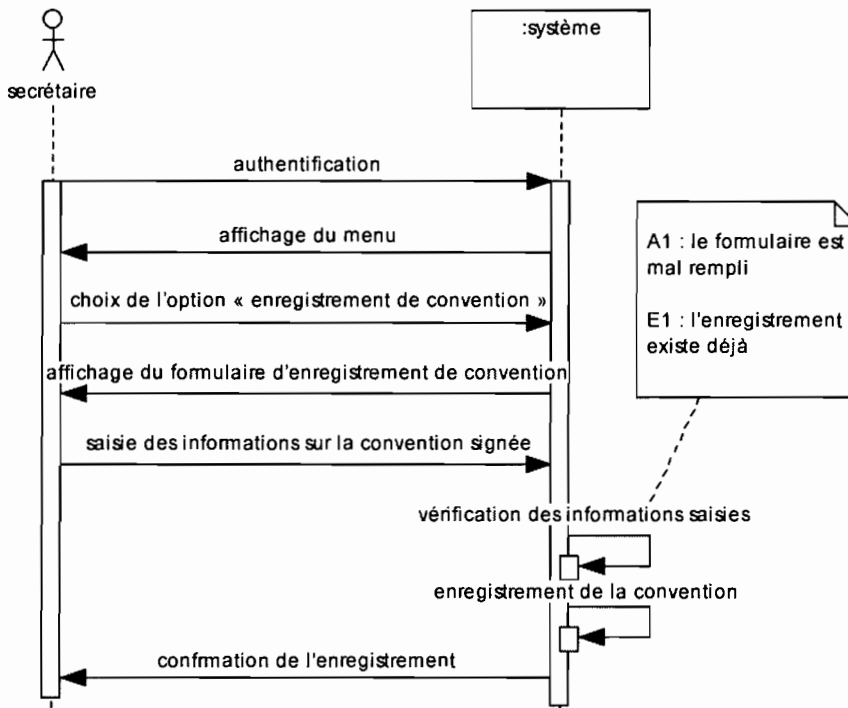 :système
secrétaire
authentification
affichage du menu
A1 : le formulaire est
mal rempli
choix de l'option « enregistrement de convention »
E1 : l'enregistrement
existe déjà
affichage du formulaire d'enregistrement de convention
saisie des informations sur la convention signée
vérification des informations saisies
enregistrement de la convention
confrmation de l'enregistrement